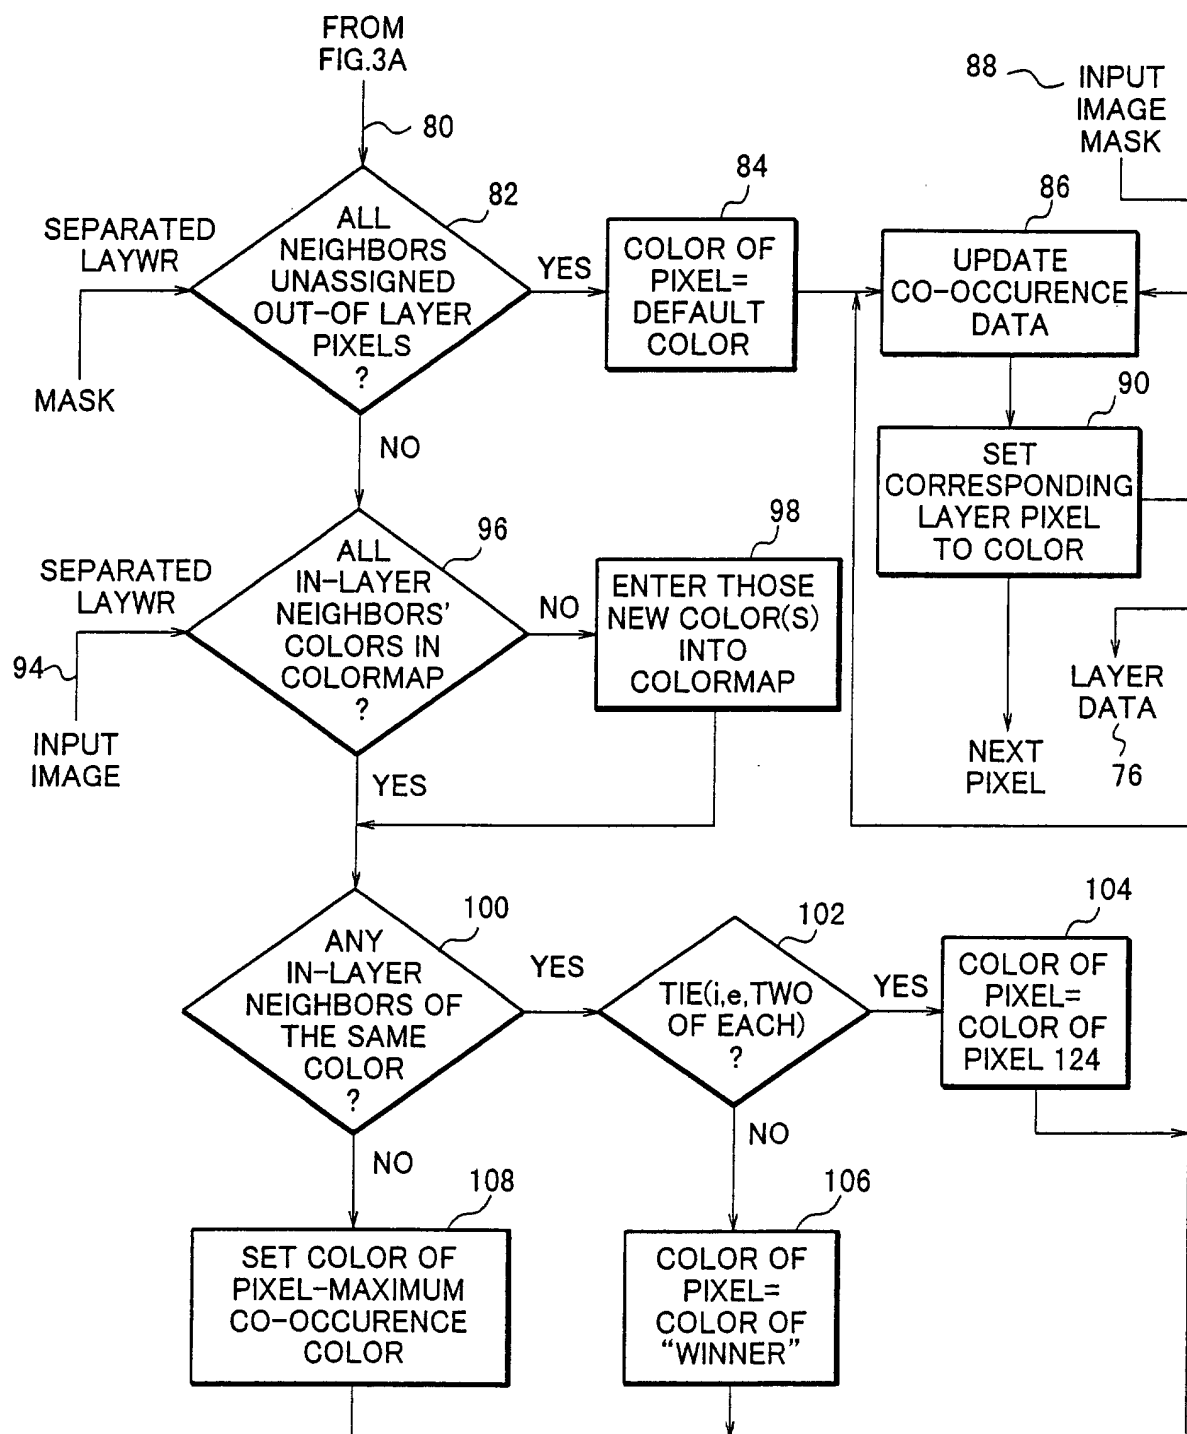 FROM
FIG.3A
80
88
INPUT
IMAGE
MASK
82
ALL
NEIGHBORS
UNASSIGNED
OUT-OF LAYER
PIXELS
?
SEPARATED
LAYWR
MASK
YES
84
COLOR OF
PIXEL=
DEFAULT
COLOR
86
UPDATE
CO-OCCURENCE
DATA
NO
90
SET
CORRESPONDING
LAYER PIXEL
TO COLOR
96
ALL
IN-LAYER
NEIGHBORS'
COLORS IN
COLORMAP
?
SEPARATED
LAYWR
94
INPUT
IMAGE
NO
98
ENTER THOSE
NEW COLOR(S)
INTO
COLORMAP
NEXT
PIXEL
LAYER
DATA
76
YES
100
ANY
IN-LAYER
NEIGHBORS OF
THE SAME
COLOR
?
YES
102
TIE(i,e,TWO
OF EACH)
?
YES
104
COLOR OF
PIXEL=
COLOR OF
PIXEL 124
NO
NO
108
SET COLOR OF
PIXEL-MAXIMUM
CO-OCCURENCE
COLOR
106
COLOR OF
PIXEL=
COLOR OF
“WINNER”